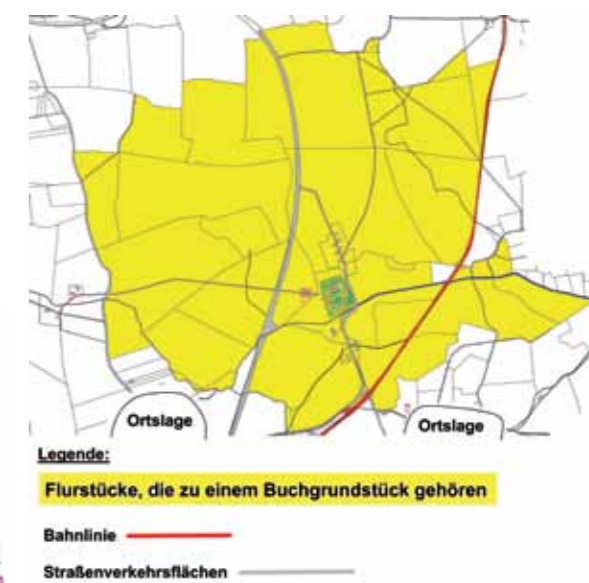 Ortslage
Ortslage
Legende:
Flurstücke, die zu einem Buchgrundstück gehören
Bahnlinie
Straßenverkehrsflächen